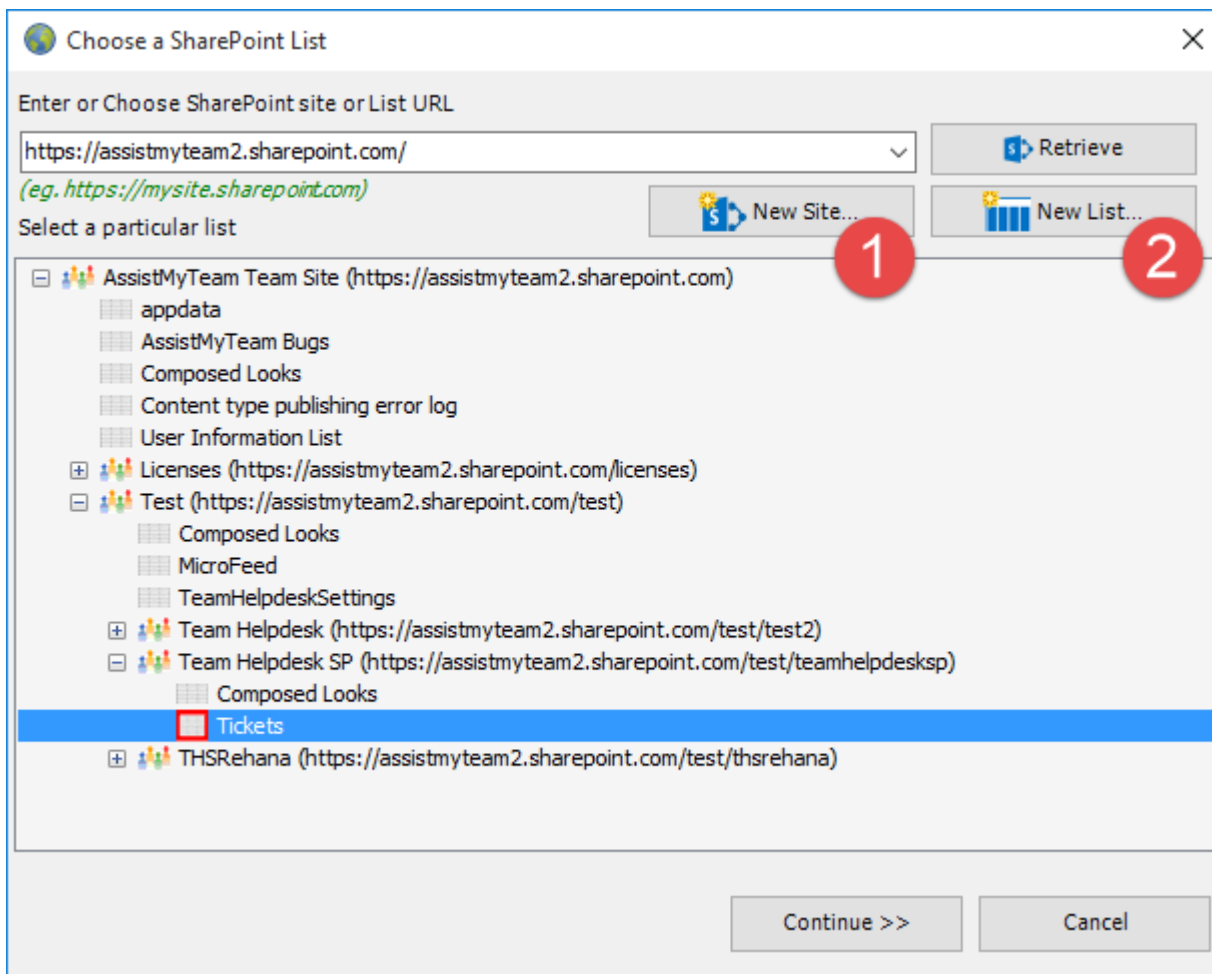 Choose a SharePoint List
Enter or Choose SharePoint site or List URL
https://assistmyteam2.sharepoint.com/
Retrieve
(eg. https://mysite.sharepoint.com)
New Site...
New List...
Select a particular list
1
2
AssistMyTeam Team Site (https://assistmyteam2.sharepoint.com)
appdata
AssistMyTeam Bugs
Composed Looks
Content type publishing error log
User Information List
Licenses (https://assistmyteam2.sharepoint.com/licenses)
Test (https://assistmyteam2.sharepoint.com/test)
Composed Looks
MicroFeed
TeamHelpdeskSettings
Team Helpdesk (https://assistmyteam2.sharepoint.com/test/test2)
Team Helpdesk SP (https://assistmyteam2.sharepoint.com/test/teamhelpdesksp)
Composed Looks
Tickets
THSRehana (https://assistmyteam2.sharepoint.com/test/thsrehana)
Continue >>
Cancel